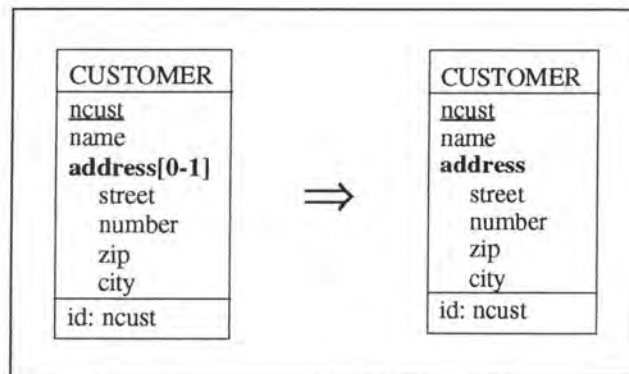 CUSTOMER
ncust
name
address[0-1]
street
number
zip
city
id: ncust
⇒
CUSTOMER
ncust
name
address
street
number
zip
city
id: ncust